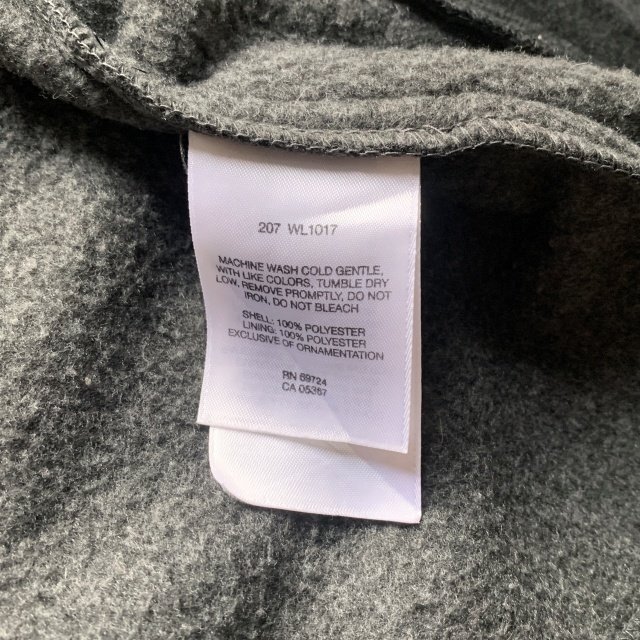 207 WL1017
MACHINE WASH COLD GENTLE,
WITH LIKE COLORS, TUMBLE DRY
LOW, REMOVE PROMPTLY, DO NOT
IRON, DO NOT BLEACH
SHELL: 100% POLYESTER
LINING: 100% POLYESTER
EXCLUSIVE OF ORNAMENTATION
RN 69724
CA 05367